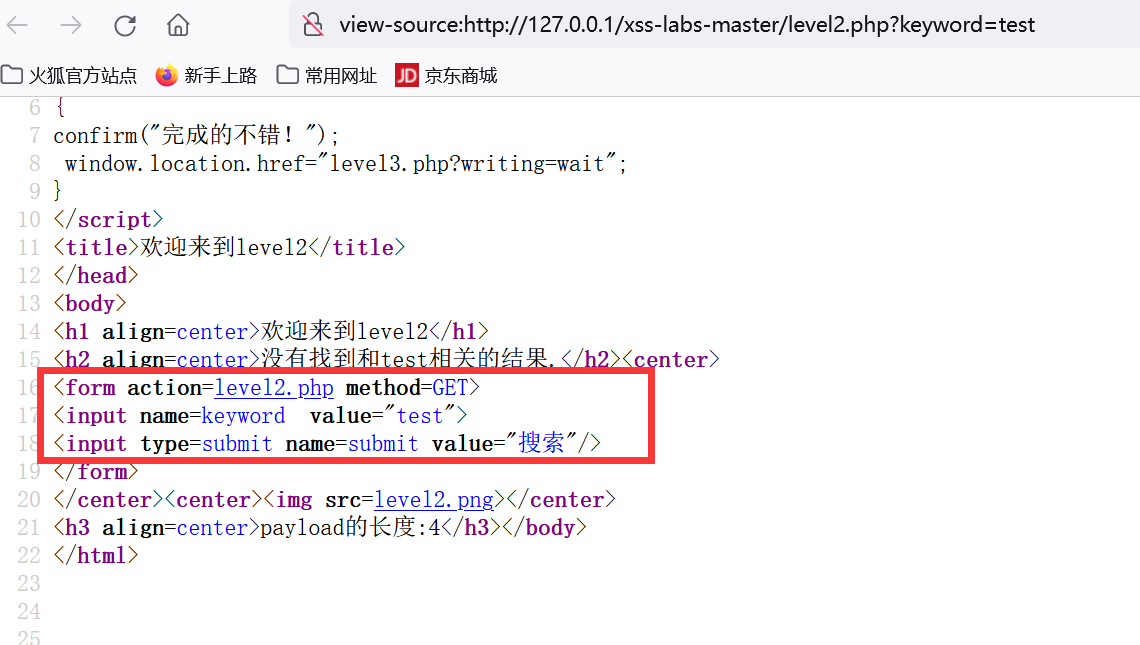 view-source:http://127.0.0.1/xss-labs-master/level2.php?keyword=test
火狐官方站点 新手上路 常用网址 JD 京东商城
6 {
7 confirm("完成的不错！");
8 window.location.href="level3.php?writing=wait";
9 }
10 </script>
11 <title>欢迎来到level2</title>
12 </head>
13 <body>
14 <h1 align=center>欢迎来到level2</h1>
15 <h2 align=center>没有找到和test相关的结果.</h2><center>
16 <form action=level2.php method=GET>
17 <input name=keyword  value="test">
18 <input type=submit name=submit value="搜索"/>
19 </form>
20 </center><center><img src=level2.png></center>
21 <h3 align=center>payload的长度:4</h3></body>
22 </html>
23
24
25